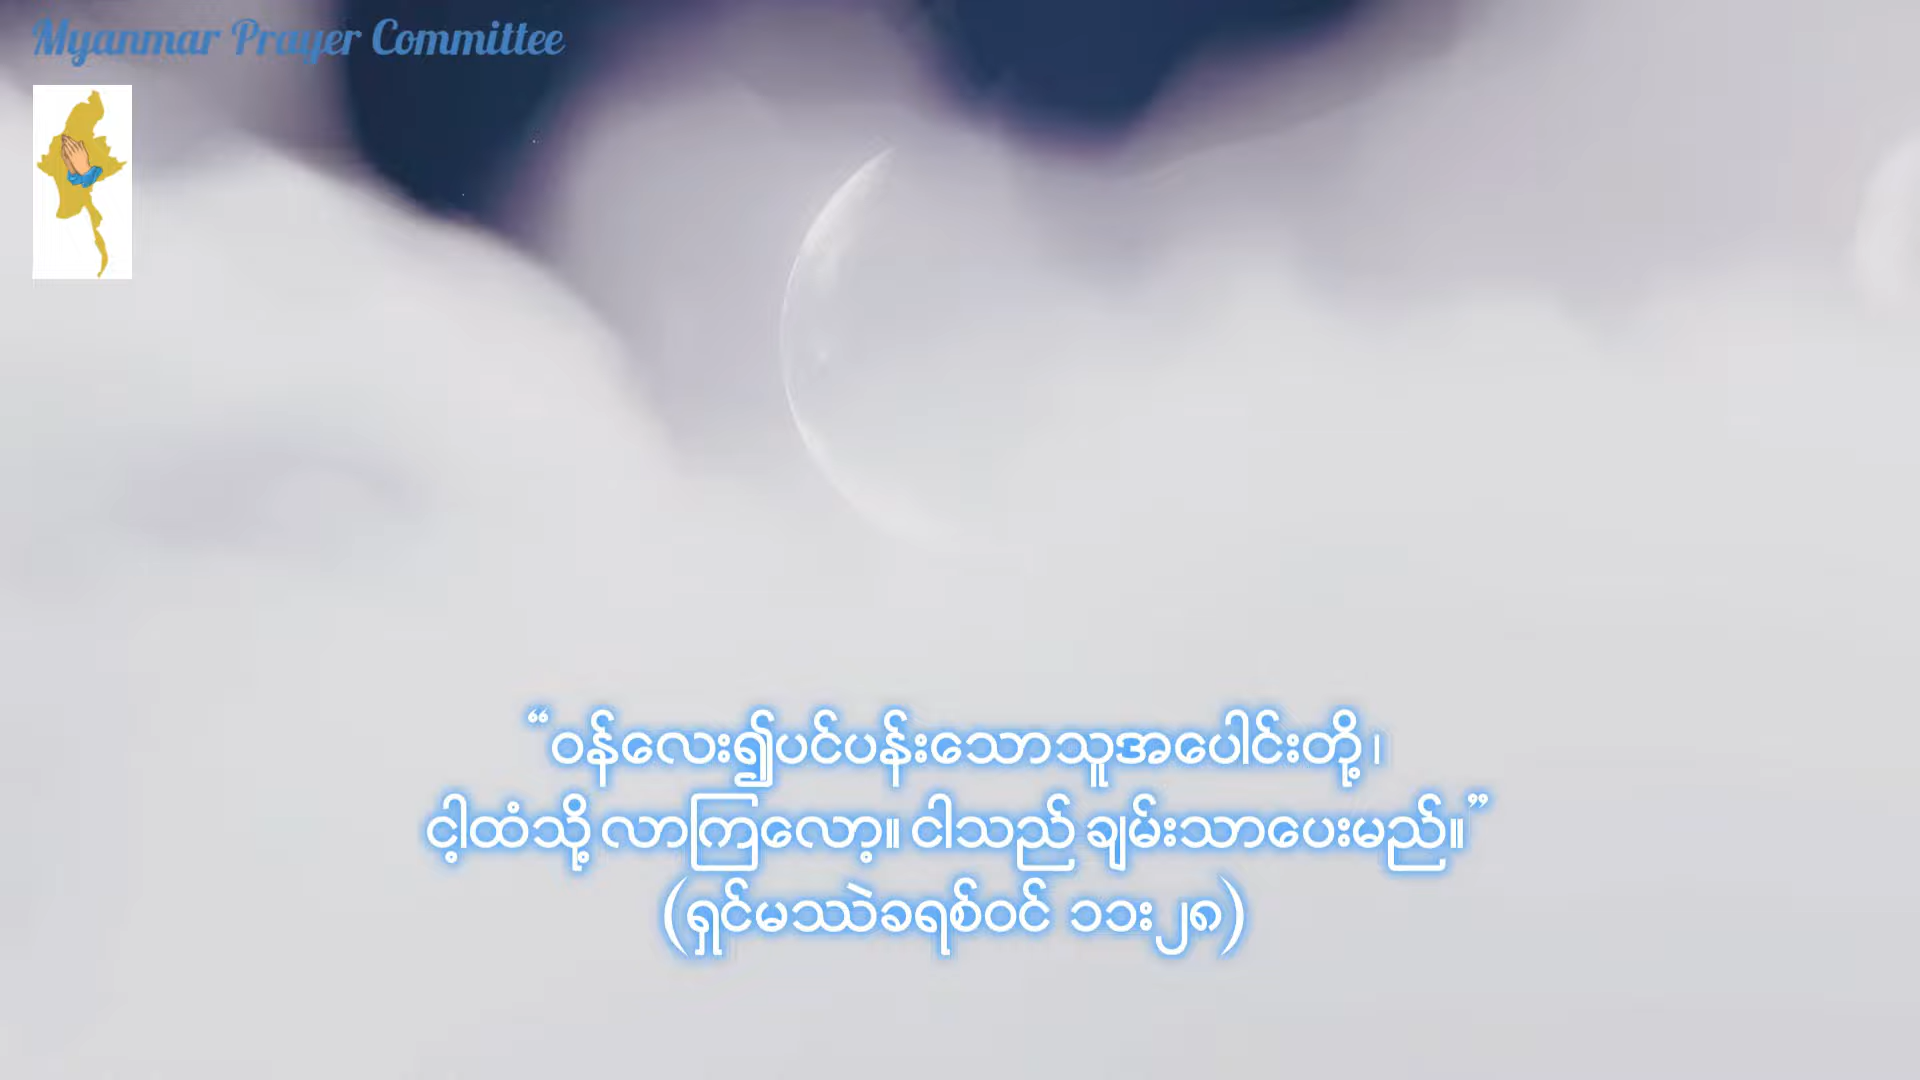 Myanmar Prayer Committee
“ဝန်လေး၍ပင်ပန်းသောသူအပေါင်းတို့၊
ငါ့ထံသို့ လာကြလော့။ ငါသည် ချမ်းသာပေးမည်။”
(ရှင်မဿဲခရစ်ဝင် ၁၁း၂၈)